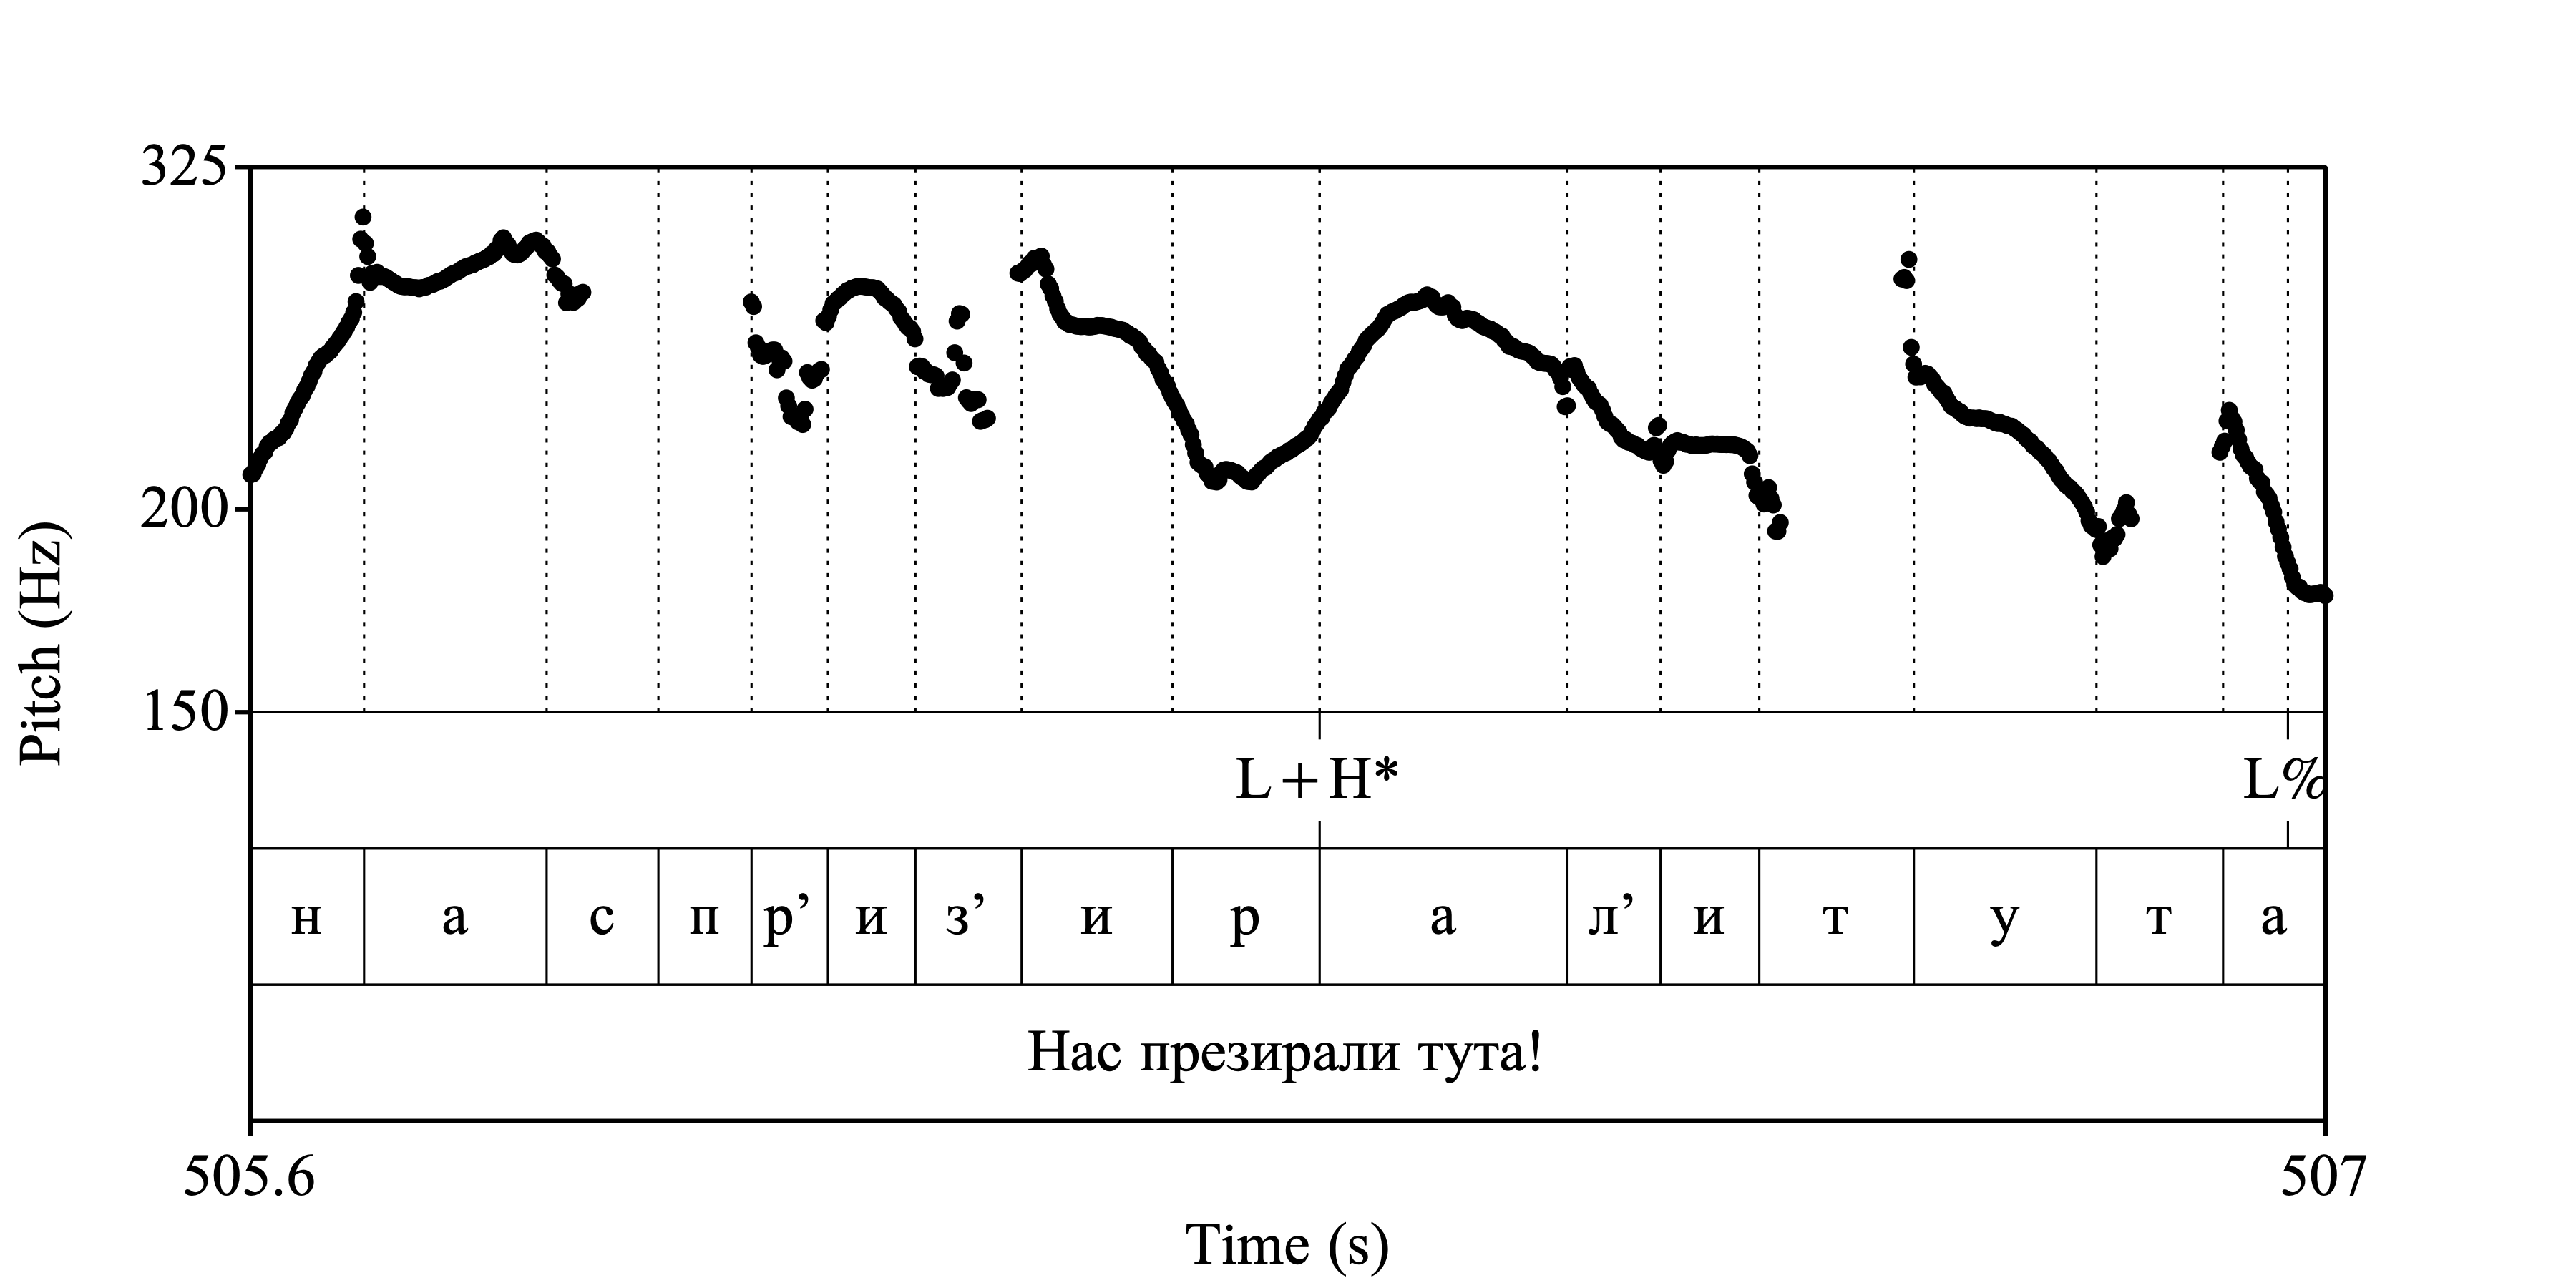 325
200
150
Pitch (Hz)
L+H* L%
н а с п р’ и з’ и р а л’ и т у т а
Нас презирали тута!
505.6 507
Time (s)